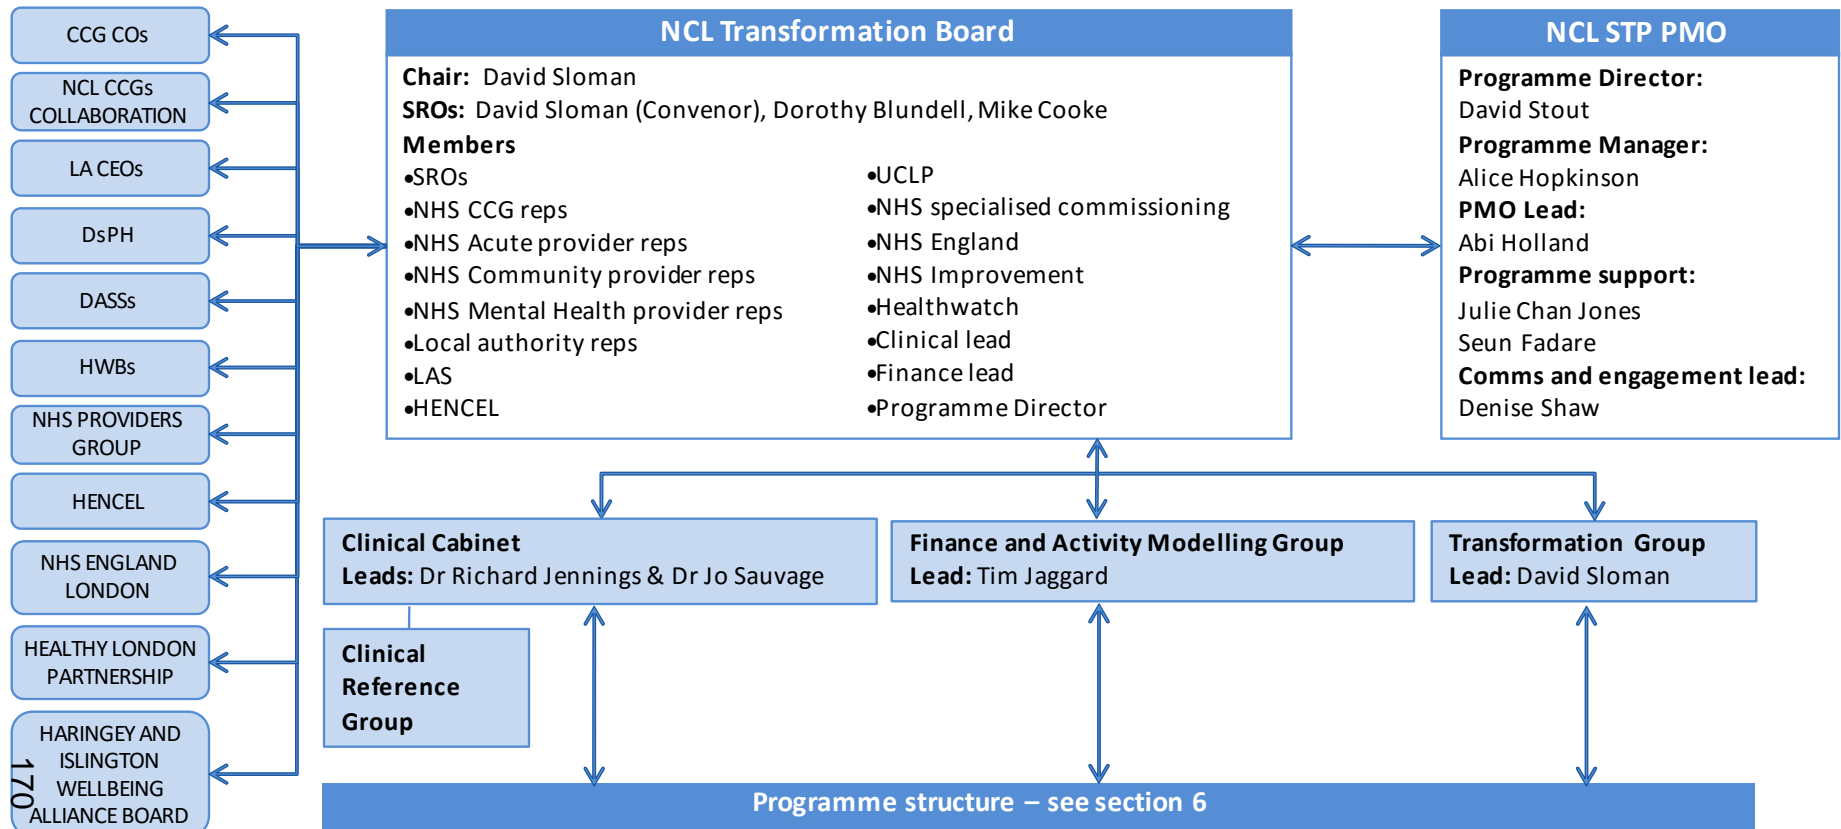 CCG COs
NCL CCGs
COLLABORATION
LA CEOs
DsPH
DASSs
HWBs
NHS PROVIDERS
GROUP
HENCEL
NHS ENGLAND
LONDON
HEALTHY LONDON
PARTNERSHIP
HARINGEY AND
ISLINGTON
WELLBEING
ALLIANCE BOARD
170
NCL Transformation Board
Chair: David Sloman
SROs: David Sloman (Convenor), Dorothy Blundell, Mike Cooke
Members
•SROs
•NHS CCG reps
•NHS Acute provider reps
•NHS Community provider reps
•NHS Mental Health provider reps
•Local authority reps
•LAS
•HENCEL
•UCLP
•NHS specialised commissioning
•NHS England
•NHS Improvement
•Healthwatch
•Clinical lead
•Finance lead
•Programme Director
NCL STP PMO
Programme Director:
David Stout
Programme Manager:
Alice Hopkinson
PMO Lead:
Abi Holland
Programme support:
Julie Chan Jones
Seun Fadare
Comms and engagement lead:
Denise Shaw
Clinical Cabinet
Leads: Dr Richard Jennings & Dr Jo Sauvage
Clinical
Reference
Group
Finance and Activity Modelling Group
Lead: Tim Jaggard
Transformation Group
Lead: David Sloman
Programme structure – see section 6